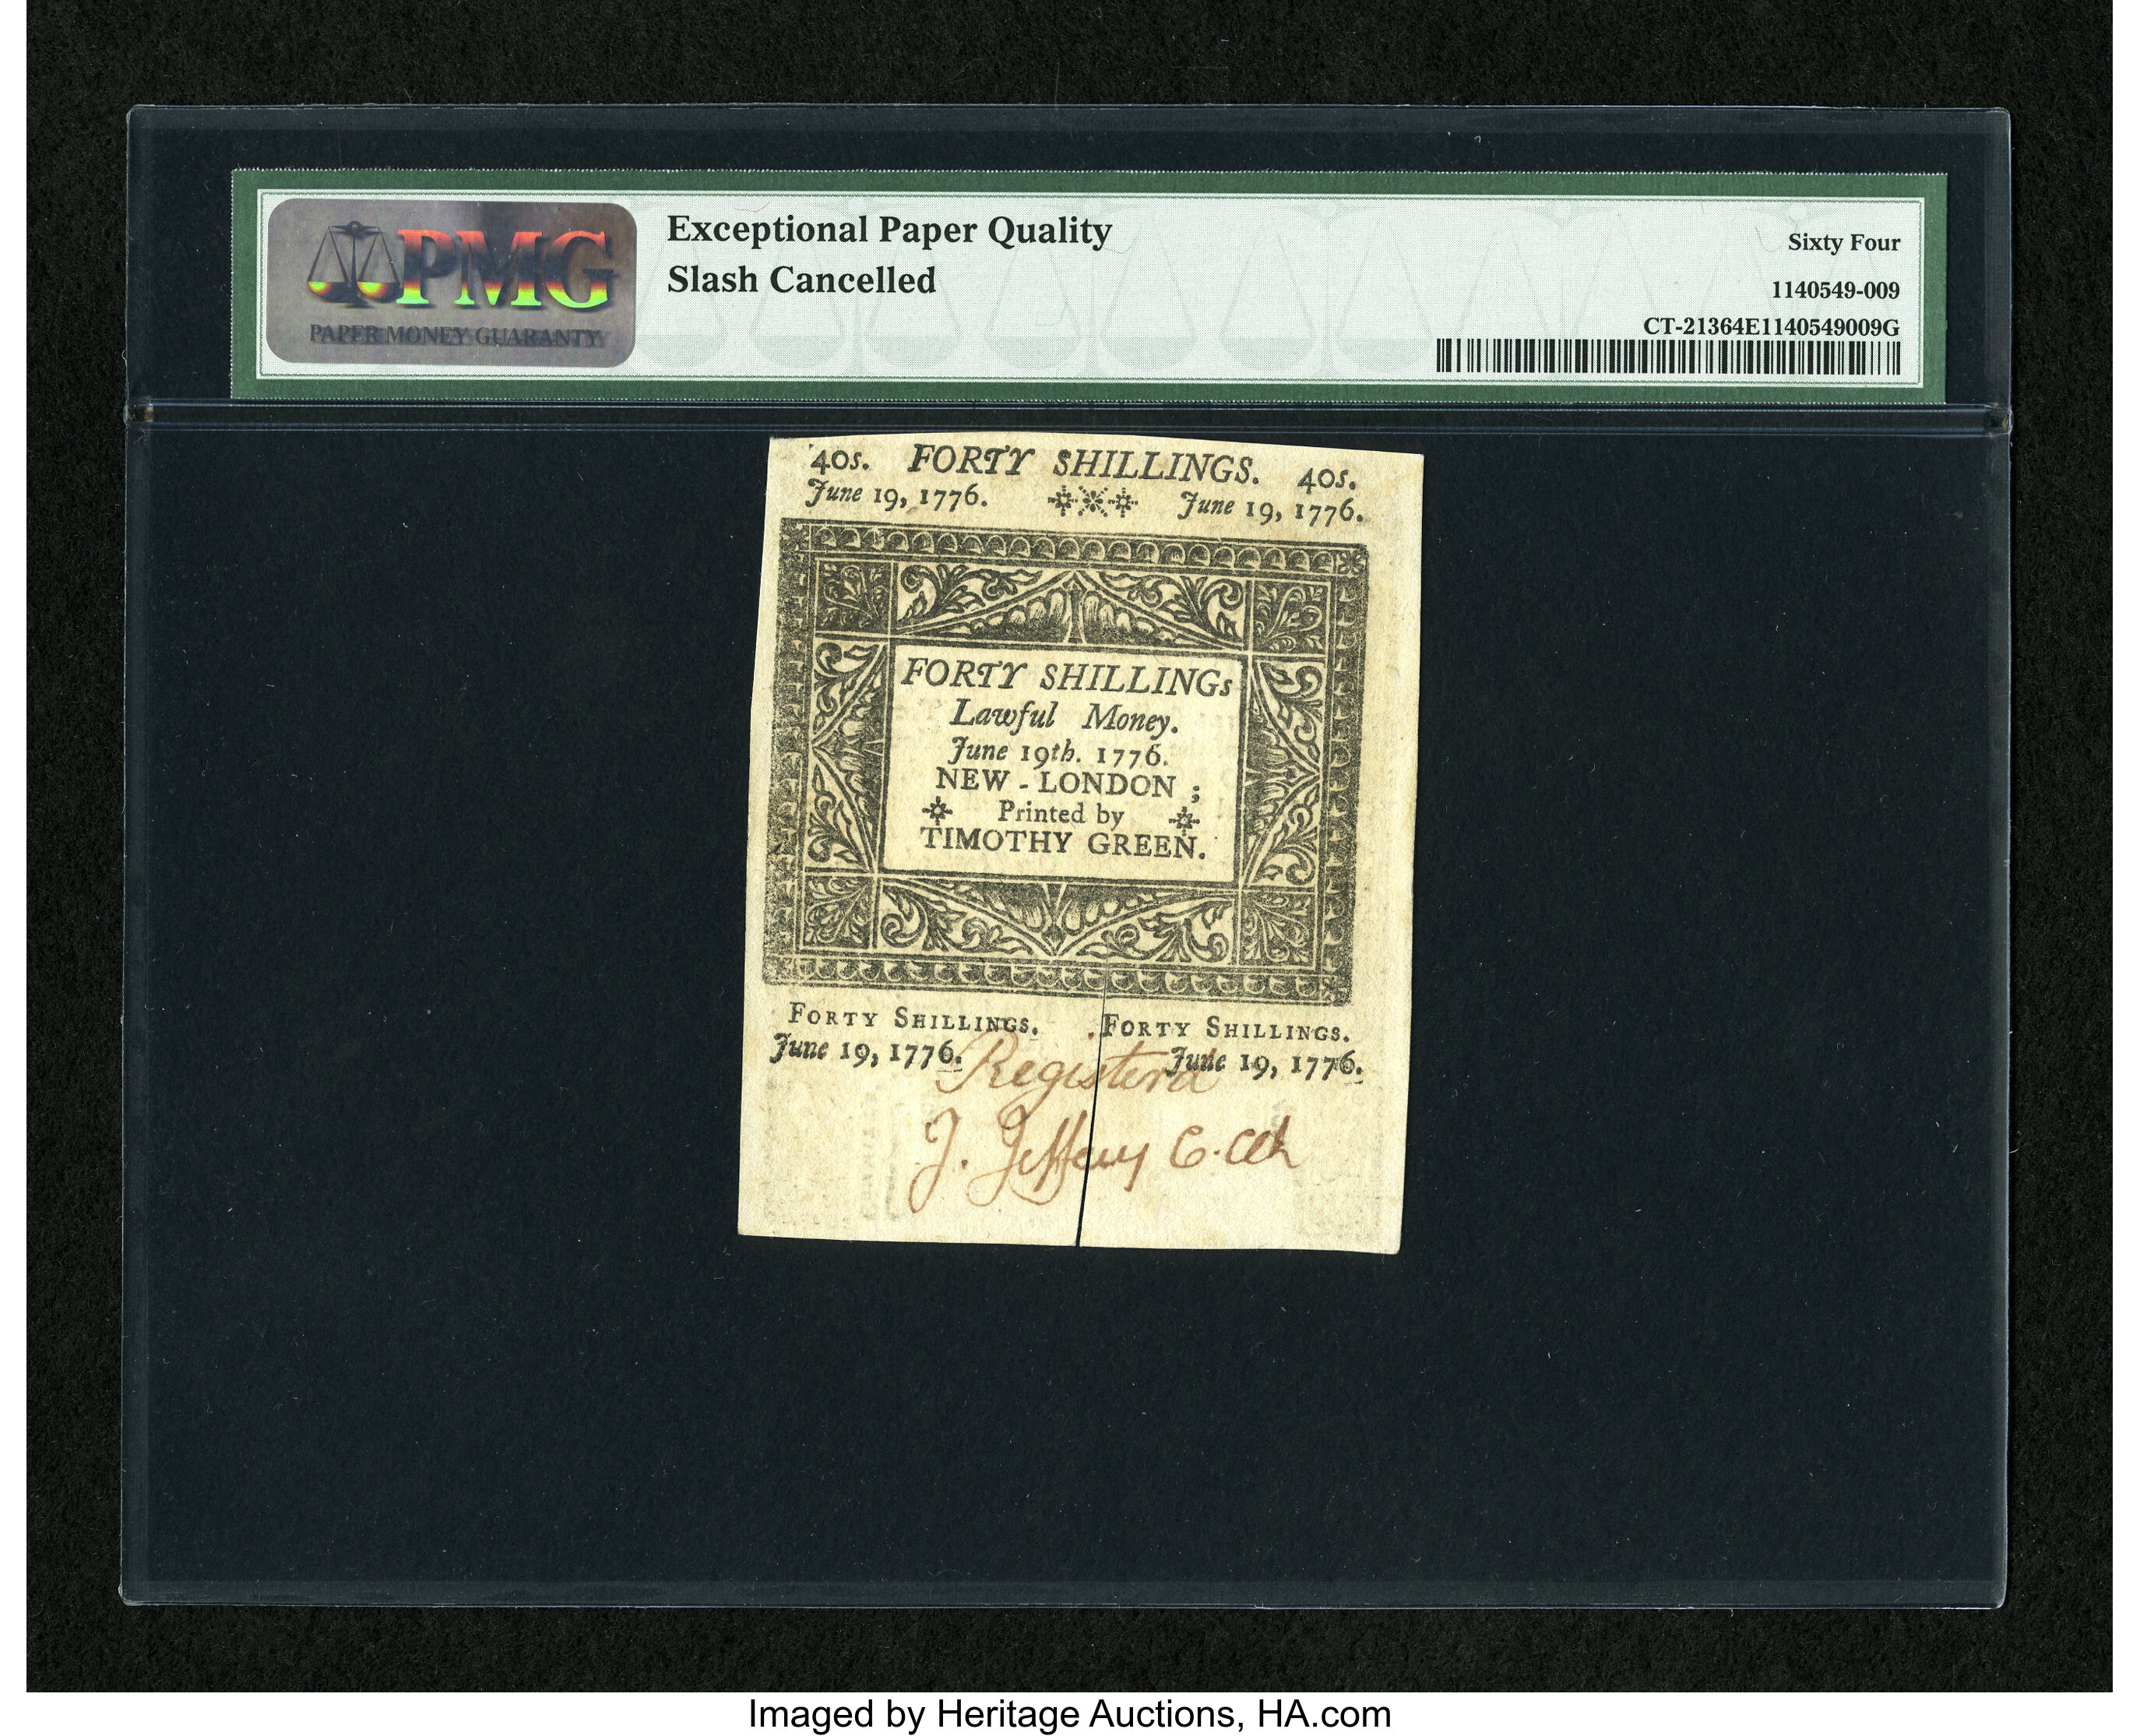 PMG
PAPER MONEY GUARANTY
Exceptional Paper Quality
Slash Cancelled
Sixty Four
1140549-009
CT-21364E1140549009G
40s. FORTY SHILLINGS. 40s.
June 19, 1776. June 19, 1776.
FORTY SHILLINGs
Lawful Money.
June 19th. 1776.
NEW-LONDON;
Printed by
TIMOTHY GREEN.
FORTY SHILLINGS. FORTY SHILLINGS.
June 19, 1776. June 19, 1776.
Registerd
J. Jeffery
Imaged by Heritage Auctions, HA.com